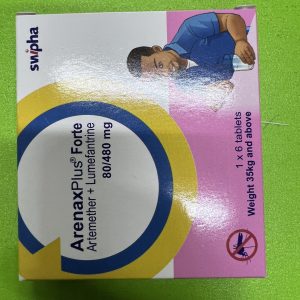 swipha
ArenaxPlus® Forte
Artemether + Lumefantrine
80/480 mg
1 x 6 tablets
Weight 35kg and above